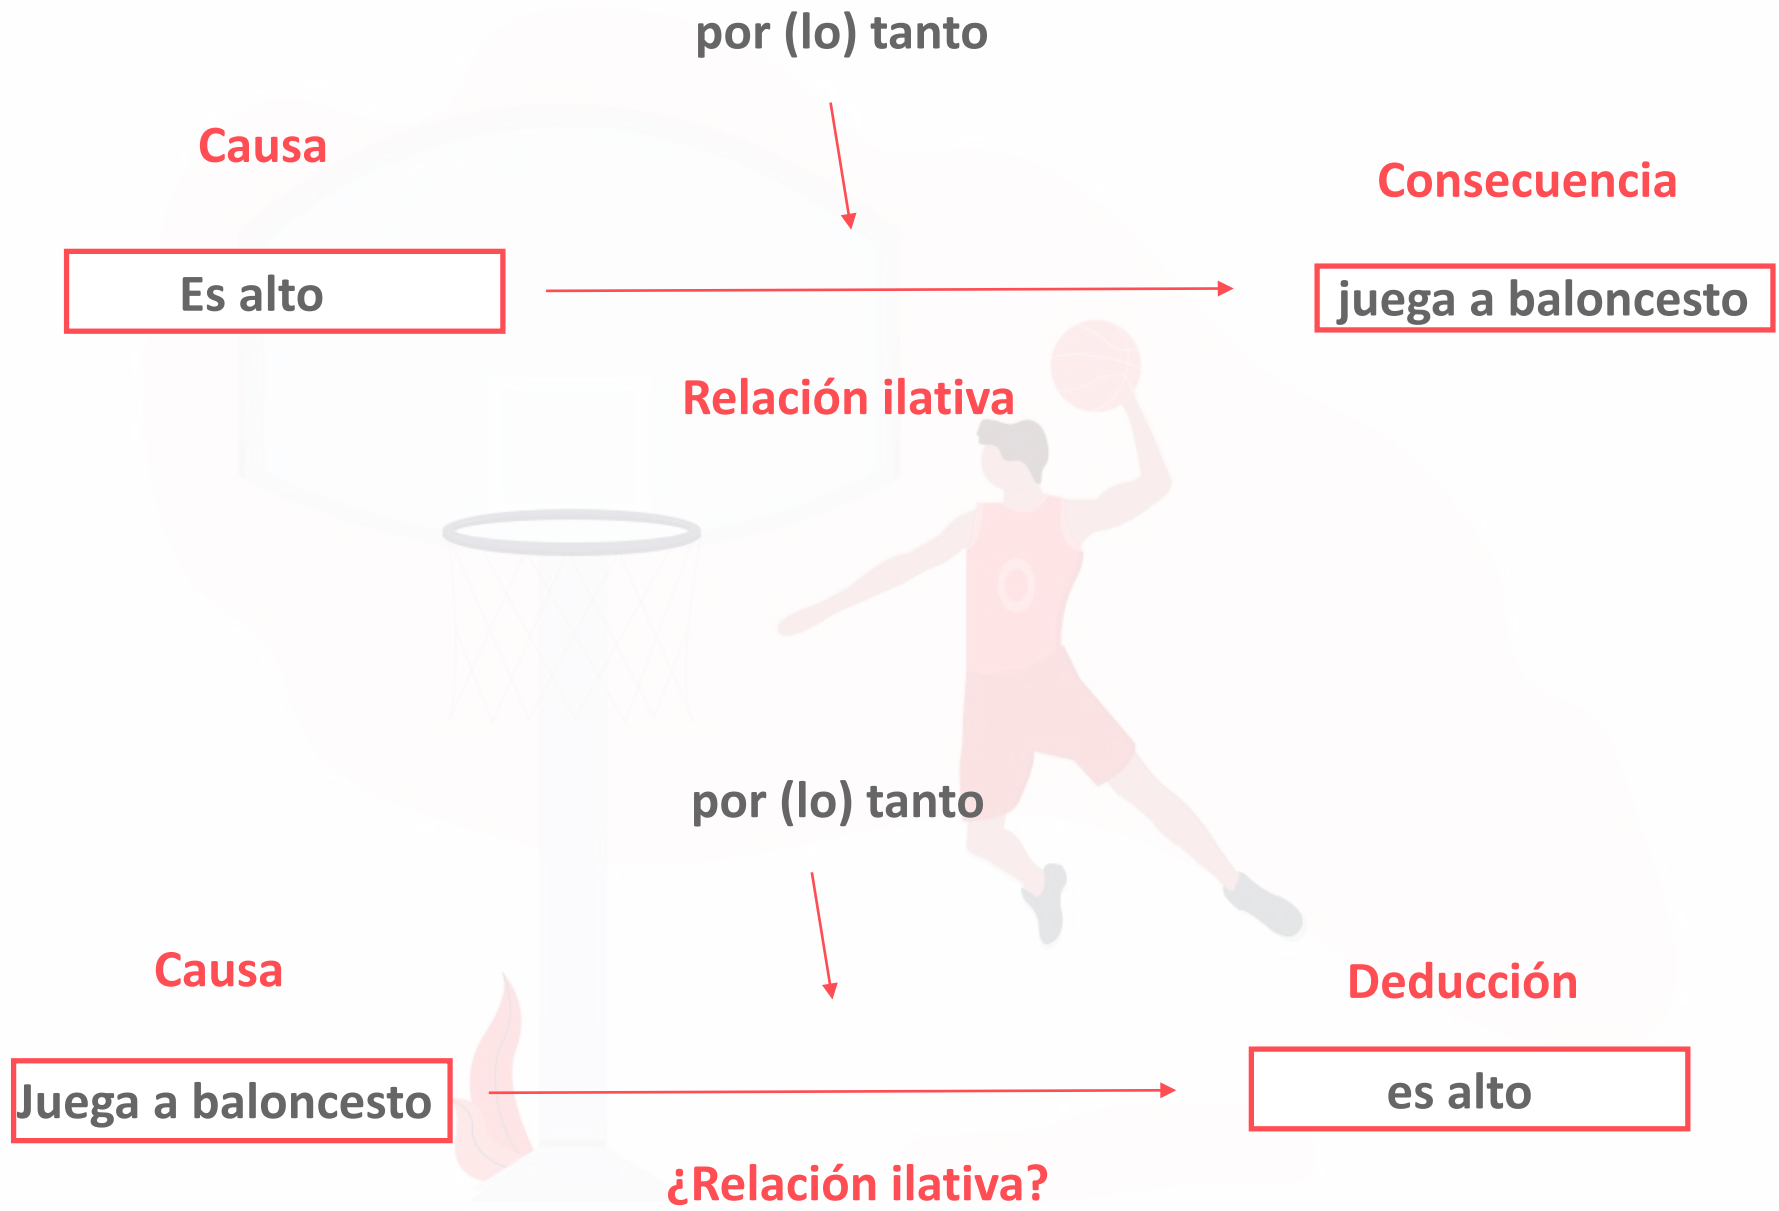 por (lo) tanto
Causa
Consecuencia
Es alto
juega a baloncesto
Relación ilativa
por (lo) tanto
Causa
Deducción
Juega a baloncesto
es alto
¿Relación ilativa?